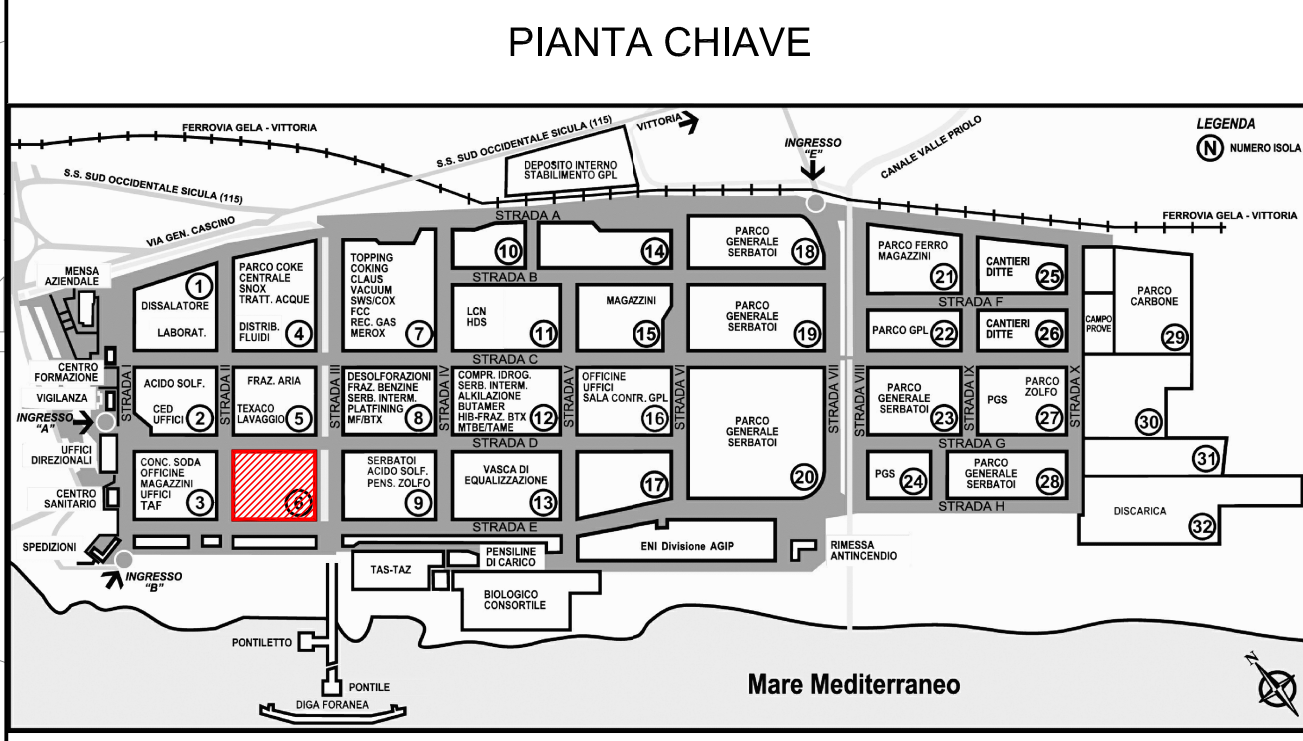 PIANTA CHIAVE
FERROVIA GELA - VITTORIA
S.S. SUD OCCIDENTALE SICULA (115)
VITTORIA
DEPOSITO INTERNO
STABILIMENTO GPL
INGRESSO
"E"
CANALE VALLE PRIOLO
LEGENDA
N NUMERO ISOLA
S.S. SUD OCCIDENTALE SICULA (115)
VIA GEN. CASCINO
FERROVIA GELA - VITTORIA
STRADA A
MENSA
AZIENDALE
1
DISSALATORE
LABORAT.
PARCO COKE
CENTRALE
SNOX
TRATT. ACQUE
DISTRIB.
FLUIDI
4
TOPPING
COKING
CLAUS
VACUUM
SWS/COX
FCC
REC. GAS
MEROX
7
10
14
PARCO
GENERALE
SERBATOI
18
PARCO FERRO
MAGAZZINI
21
CANTIERI
DITTE
25
STRADA B
STRADA F
LCN
HDS
11
MAGAZZINI
15
PARCO
GENERALE
SERBATOI
19
PARCO GPL
22
CANTIERI
DITTE
26
CAMPO
PROVE
PARCO
CARBONE
29
STRADA C
CENTRO
FORMAZIONE
VIGILANZA
INGRESSO
"A"
UFFICI
DIREZIONALI
CENTRO
SANITARIO
SPEDIZIONI
INGRESSO
"B"
STRADA I
STRADA II
STRADA III
STRADA IV
STRADA V
STRADA VI
STRADA VII
STRADA VIII
STRADA IX
STRADA X
ACIDO SOLF.
CED
UFFICI
2
FRAZ. ARIA
TEXACO
LAVAGGIO
5
DESOLFORAZIONI
FRAZ. BENZINE
SERB. INTERM.
PLATFINING
MF/BTX
8
COMPR. IDROG.
SERB. INTERM.
ALKILAZIONE
BUTAMER
HIB-FRAZ. BTX
MTBE/TAME
12
OFFICINE
UFFICI
SALA CONTR. GPL
16
PARCO
GENERALE
SERBATOI
20
PARCO
GENERALE
SERBATOI
23
PARCO
ZOLFO
PGS
27
30
STRADA D
STRADA G
CONC. SODA
OFFICINE
MAGAZZINI
UFFICI
TAF
3
6
SERBATOI
ACIDO SOLF.
PENS. ZOLFO
9
VASCA DI
EQUALIZZAZIONE
13
17
PGS
24
PARCO
GENERALE
SERBATOI
28
31
STRADA E
STRADA H
DISCARICA
32
ENI Divisione AGIP
RIMESSA
ANTINCENDIO
TAS-TAZ
PENSILINE
DI CARICO
BIOLOGICO
CONSORTILE
PONTILETTO
PONTILE
DIGA FORANEA
Mare Mediterraneo
N